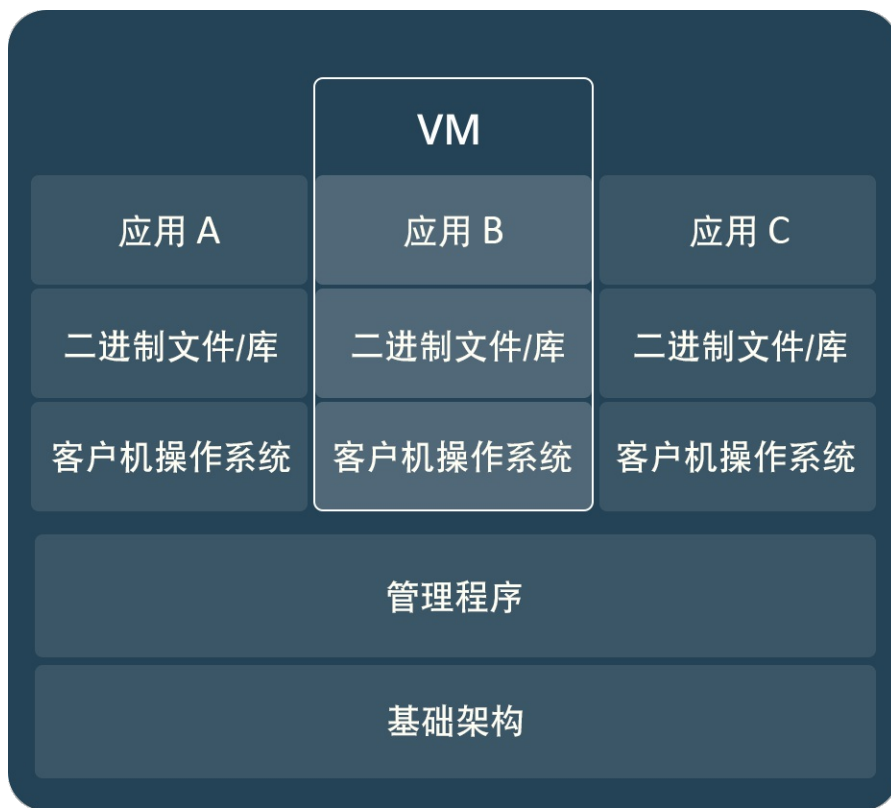 VM
应用 A
应用 B
应用 C
二进制文件/库
二进制文件/库
二进制文件/库
客户机操作系统
客户机操作系统
客户机操作系统
管理程序
基础架构